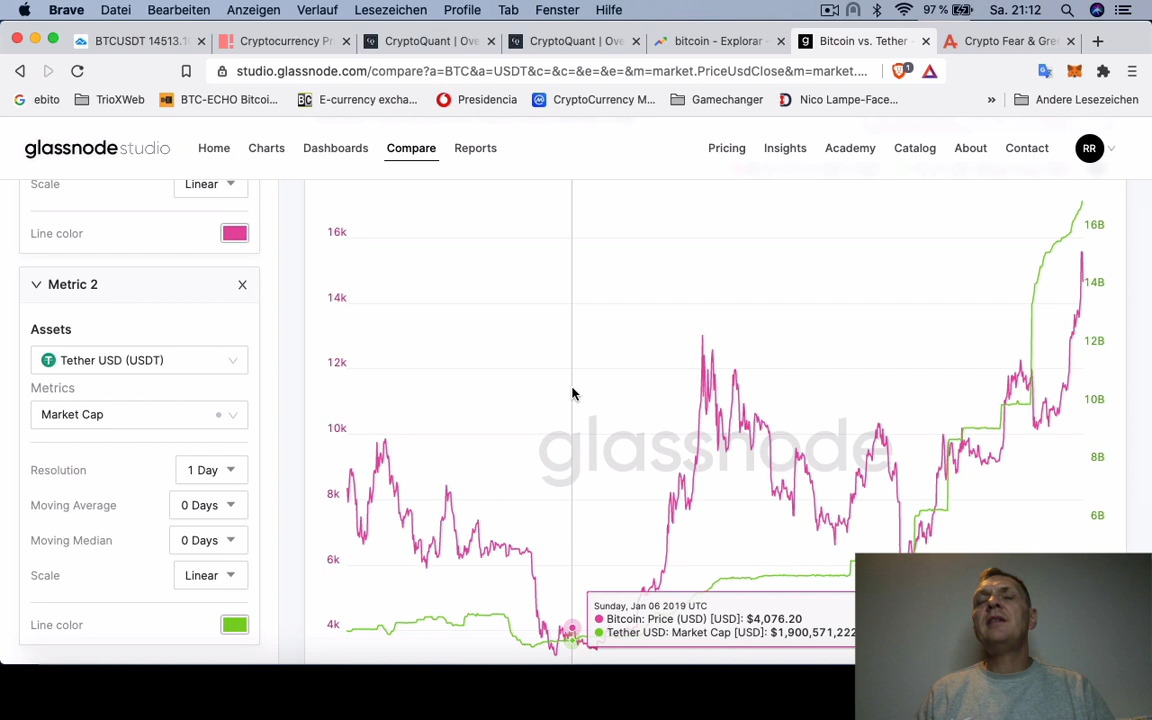 Brave Datei Bearbeiten Anzeigen Verlauf Lesezeichen Profile Tab Fenster Hilfe 97 % Sa. 21:12
BTCUSDT 14513.1 Cryptocurrency Pr CryptoQuant | Ove CryptoQuant | Ove bitcoin - Explorar - Bitcoin vs. Tether - Crypto Fear & Gre
studio.glassnode.com/compare?a=BTC&a=USDT&c=&c=&e=&e=&m=market.PriceUsdClose&m=market.... 1
ebito TrioXWeb BTC-ECHO Bitcoi... E-currency excha... Presidencia CryptoCurrency M... Gamechanger Nico Lampe-Face... » Andere Lesezeichen
glassnode studio Home Charts Dashboards Compare Reports Pricing Insights Academy Catalog About Contact RR
Scale Linear
Line color
Metric 2
Assets
Tether USD (USDT)
Metrics
Market Cap
Resolution 1 Day
Moving Average 0 Days
Moving Median 0 Days
Scale Linear
Line color
16k
14k
12k
10k
8k
6k
4k
glassnode
16B
14B
12B
10B
8B
6B
Sunday, Jan 06 2019 UTC
Bitcoin: Price (USD) [USD]: $4,076.20
Tether USD: Market Cap [USD]: $1,900,571,222